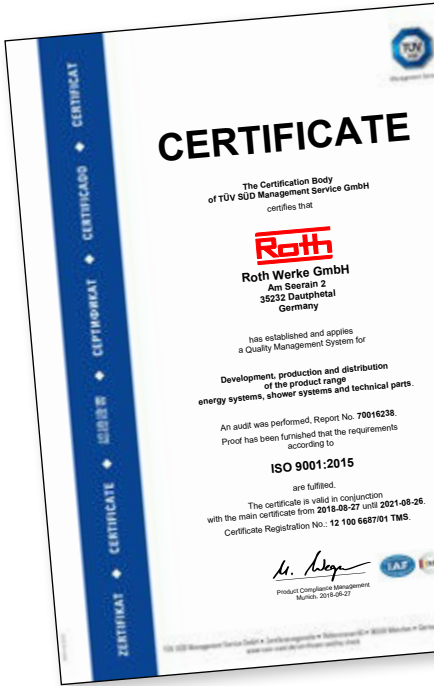 TÜV
CERTIFICATE
The Certification Body
of TÜV SÜD Management Service GmbH
certifies that
Roth
Roth Werke GmbH
Am Seerain 2
35232 Dautphetal
Germany
has established and applies
a Quality Management System for
Development, production and distribution
of the product range
energy systems, shower systems and technical parts.
An audit was performed, Report No. 70016238.
Proof has been furnished that the requirements
according to
ISO 9001:2015
are fulfilled.
The certificate is valid in conjunction
with the main certificate from 2018-08-27 until 2021-08-26.
Certificate Registration No.: 12 100 6687/01 TMS.
Product Compliance Management
Munich, 2018-06-27
IAF
ZERTIFIKAT ◆ CERTIFICATE ◆ ◆ СЕРТИФИКАТ ◆ CERTIFICADO ◆ CERTIFICAT